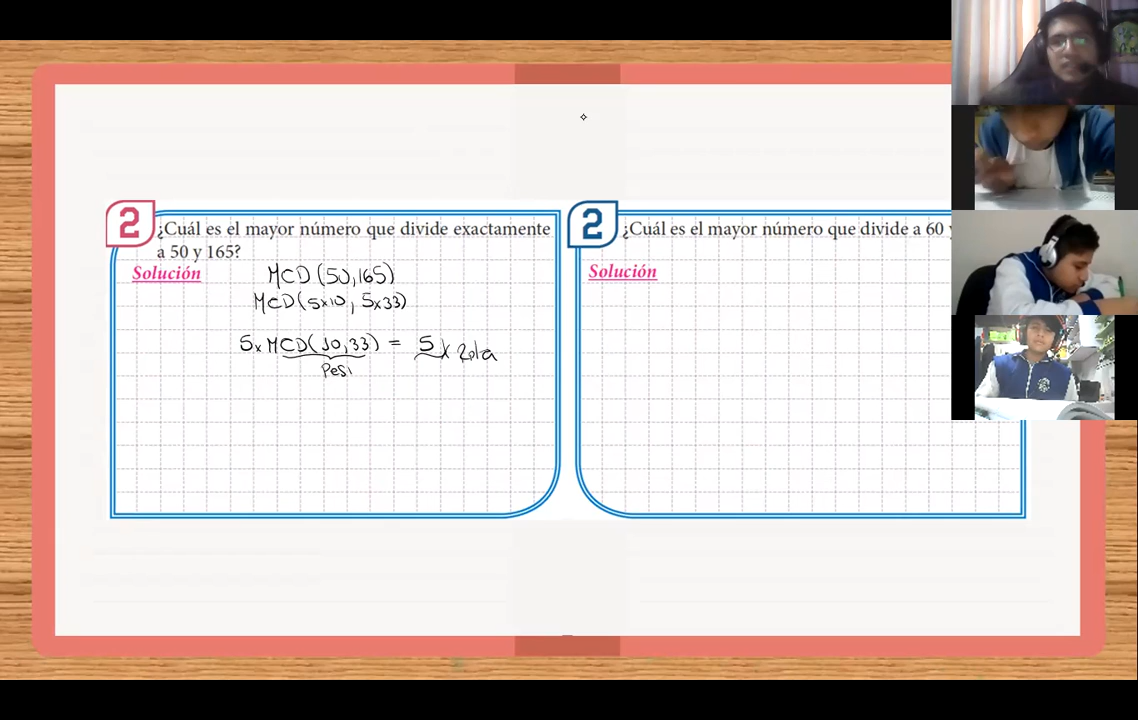 2
¿Cuál es el mayor número que divide exactamente
a 50 y 165?
Solución
MCD(50,165)
MCD(5x10, 5x33)
5x MCD(10,33) = 5 x
PESI
2
¿Cuál es el mayor número que divide a 60 y
Solución